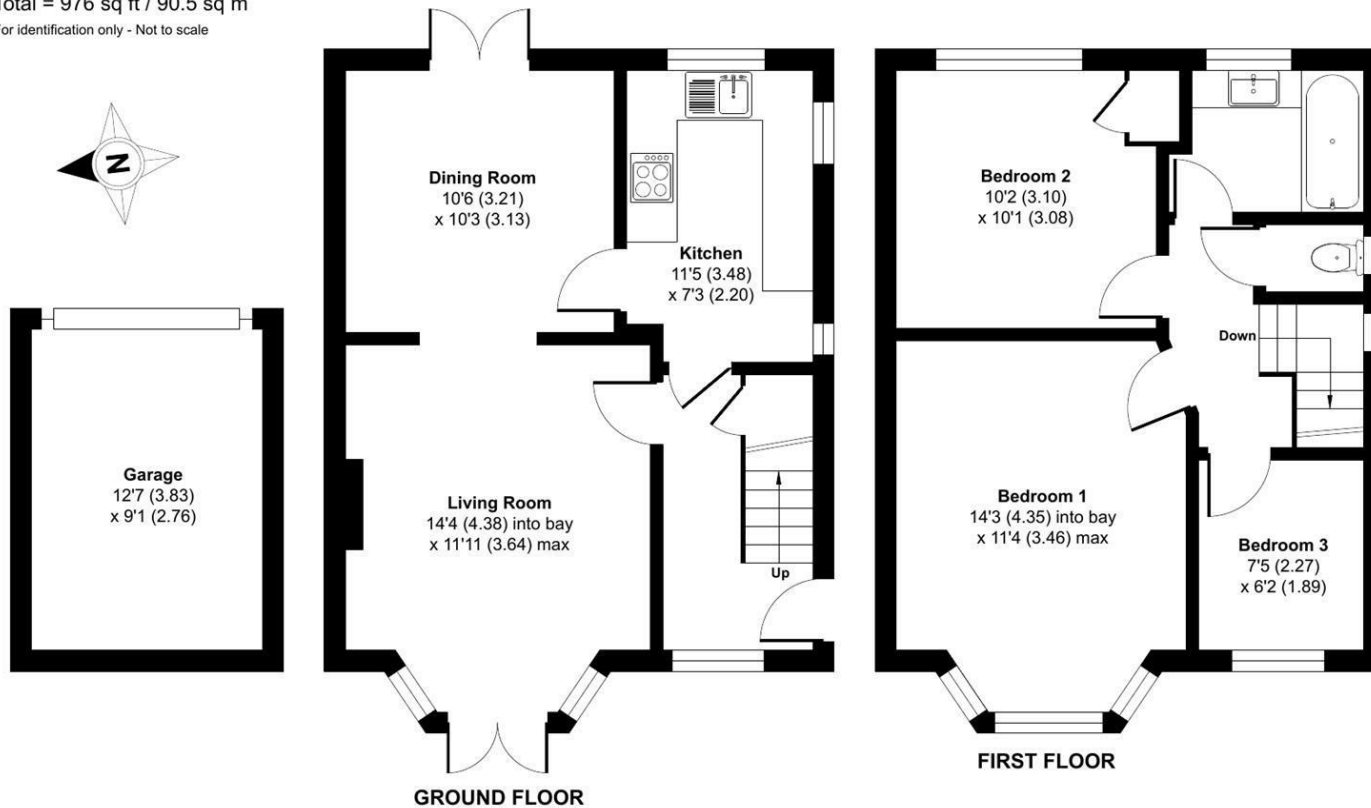 Total = 976 sq ft / 90.5 sq m
For identification only - Not to scale
N
Garage
12'7 (3.83)
x 9'1 (2.76)
Dining Room
10'6 (3.21)
x 10'3 (3.13)
Kitchen
11'5 (3.48)
x 7'3 (2.20)
Living Room
14'4 (4.38) into bay
x 11'11 (3.64) max
Up
GROUND FLOOR
Bedroom 2
10'2 (3.10)
x 10'1 (3.08)
Down
Bedroom 1
14'3 (4.35) into bay
x 11'4 (3.46) max
Bedroom 3
7'5 (2.27)
x 6'2 (1.89)
FIRST FLOOR